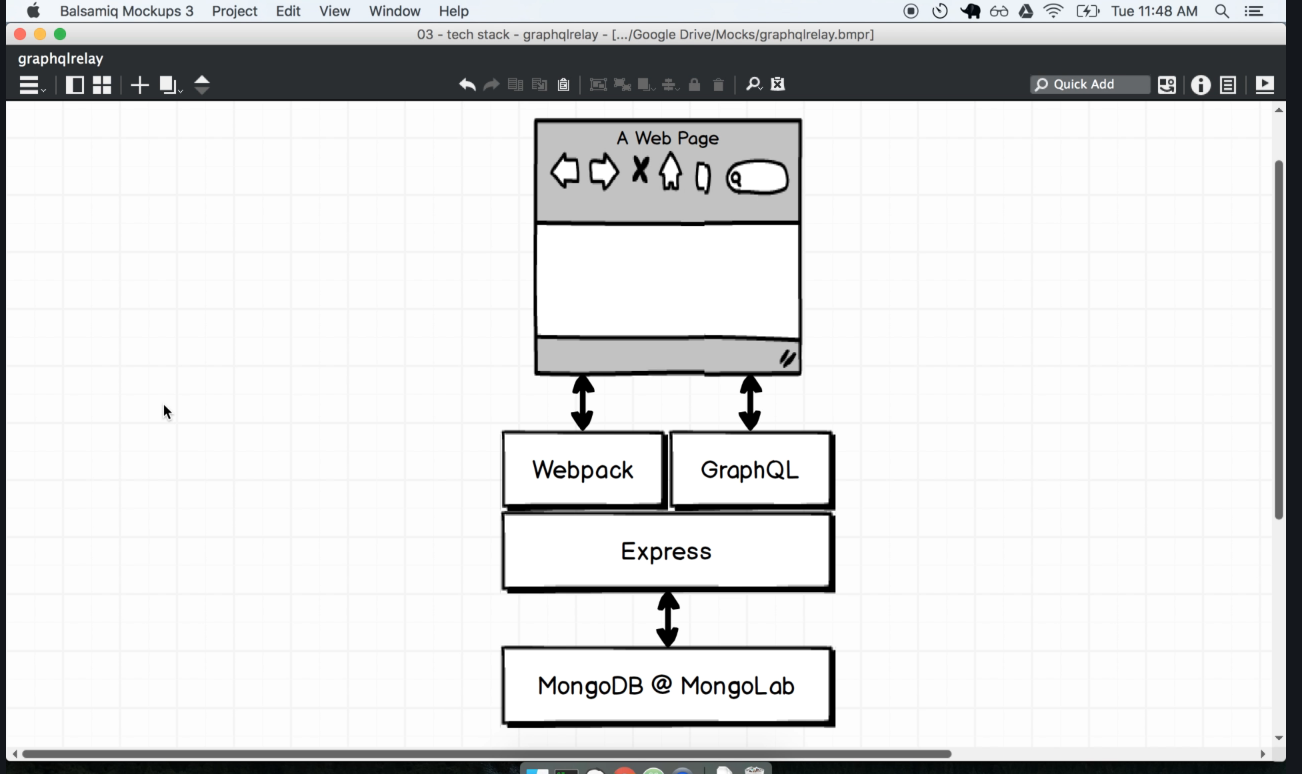 Balsamiq Mockups 3 Project Edit View Window Help Tue 11:48 AM
03 - tech stack - graphqlrelay - [.../Google Drive/Mocks/graphqlrelay.bmpr]
graphqlrelay
Quick Add
A Web Page
Webpack GraphQL
Express
MongoDB @ MongoLab